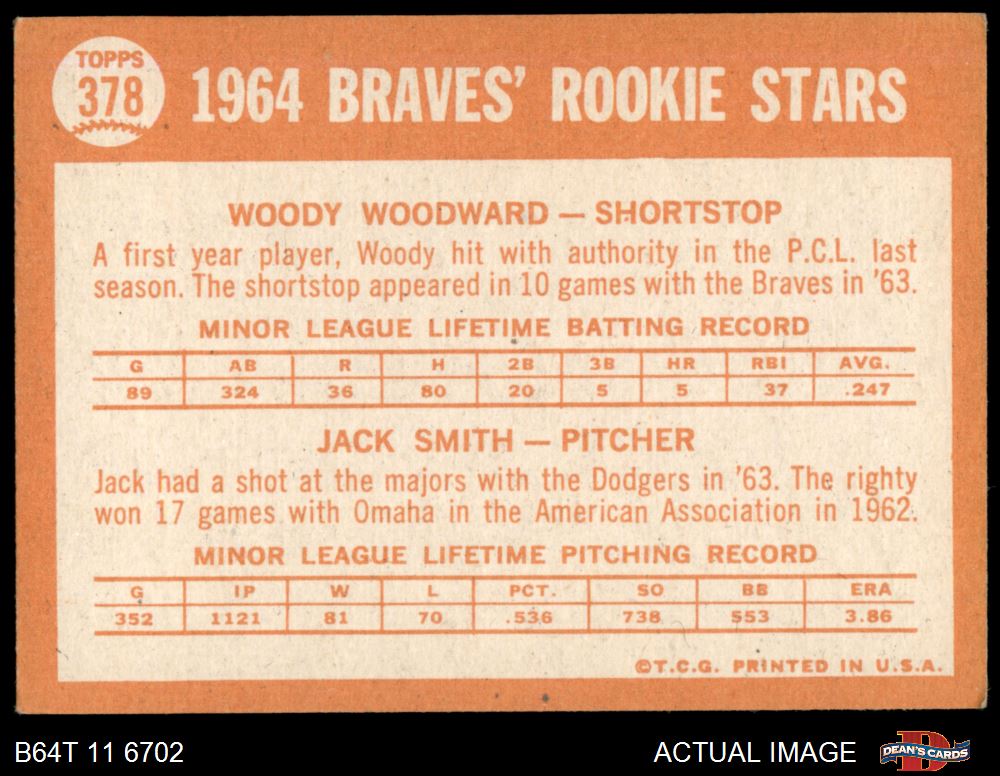 TOPPS
378
1964 BRAVES' ROOKIE STARS
WOODY WOODWARD — SHORTSTOP
A first year player, Woody hit with authority in the P.C.L. last
season. The shortstop appeared in 10 games with the Braves in '63.
MINOR LEAGUE LIFETIME BATTING RECORD
G AB R H 2B 3B HR RBI AVG.
89 324 36 80 20 5 5 37 .247
JACK SMITH — PITCHER
Jack had a shot at the majors with the Dodgers in '63. The righty
won 17 games with Omaha in the American Association in 1962.
MINOR LEAGUE LIFETIME PITCHING RECORD
G IP W L PCT. SO BB ERA
352 1121 81 70 .536 738 553 3.86
©T.C.G. PRINTED IN U.S.A.
B64T 11 6702
ACTUAL IMAGE
D
DEAN'S CARDS